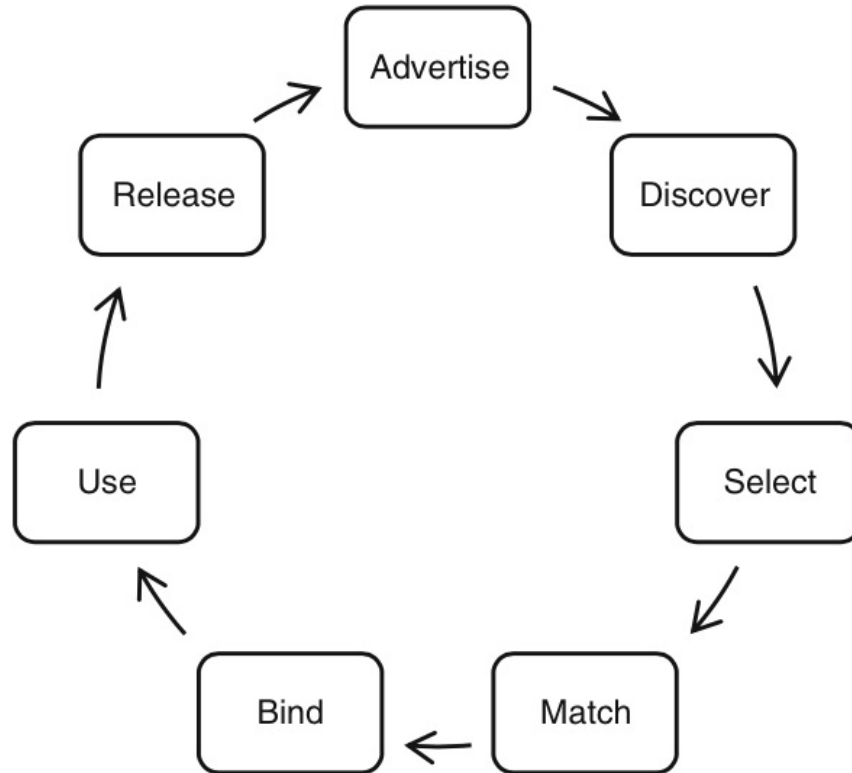 Advertise
Discover
Select
Match
Bind
Use
Release